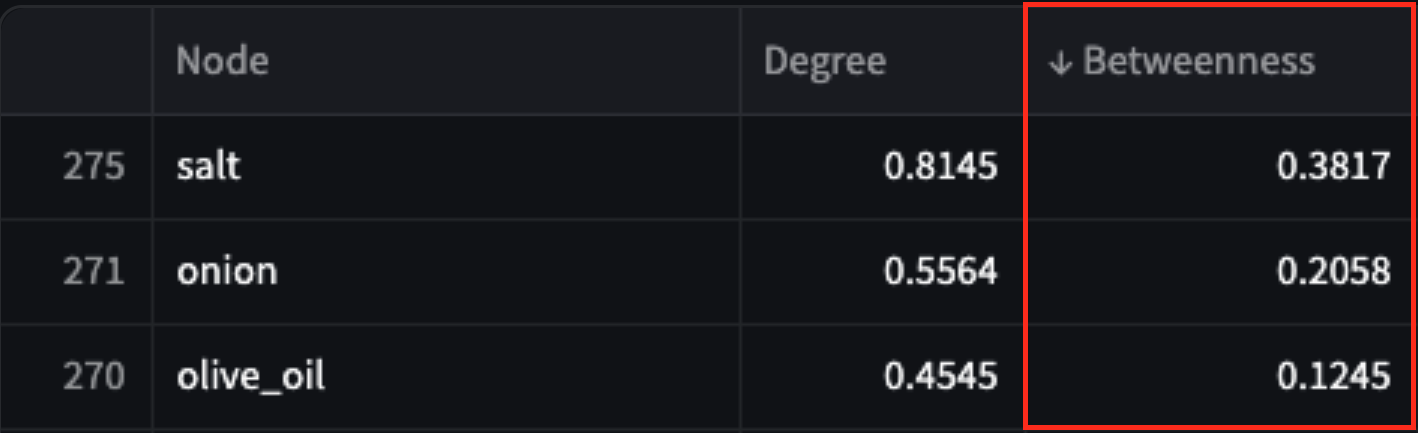 Node Degree ↓ Betweenness
275 salt 0.8145 0.3817
271 onion 0.5564 0.2058
270 olive_oil 0.4545 0.1245